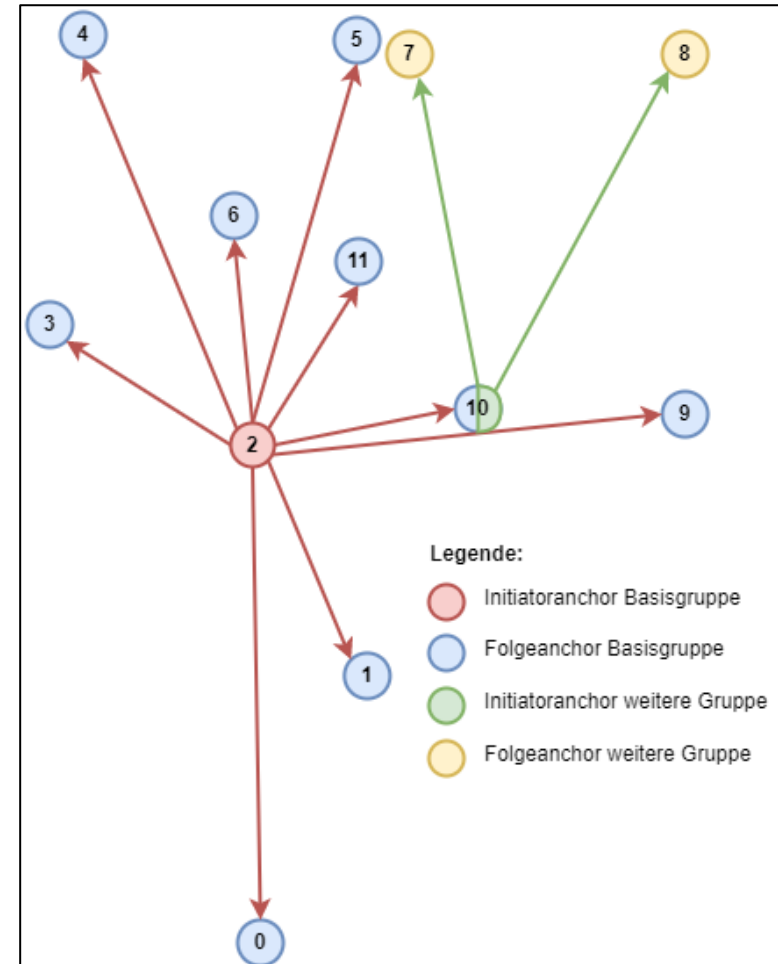 4
5
7
8
6
11
3
10
9
2
Legende:
Initiatoranchor Basisgruppe
Folgeanchor Basisgruppe
1
Initiatoranchor weitere Gruppe
Folgeanchor weitere Gruppe
0